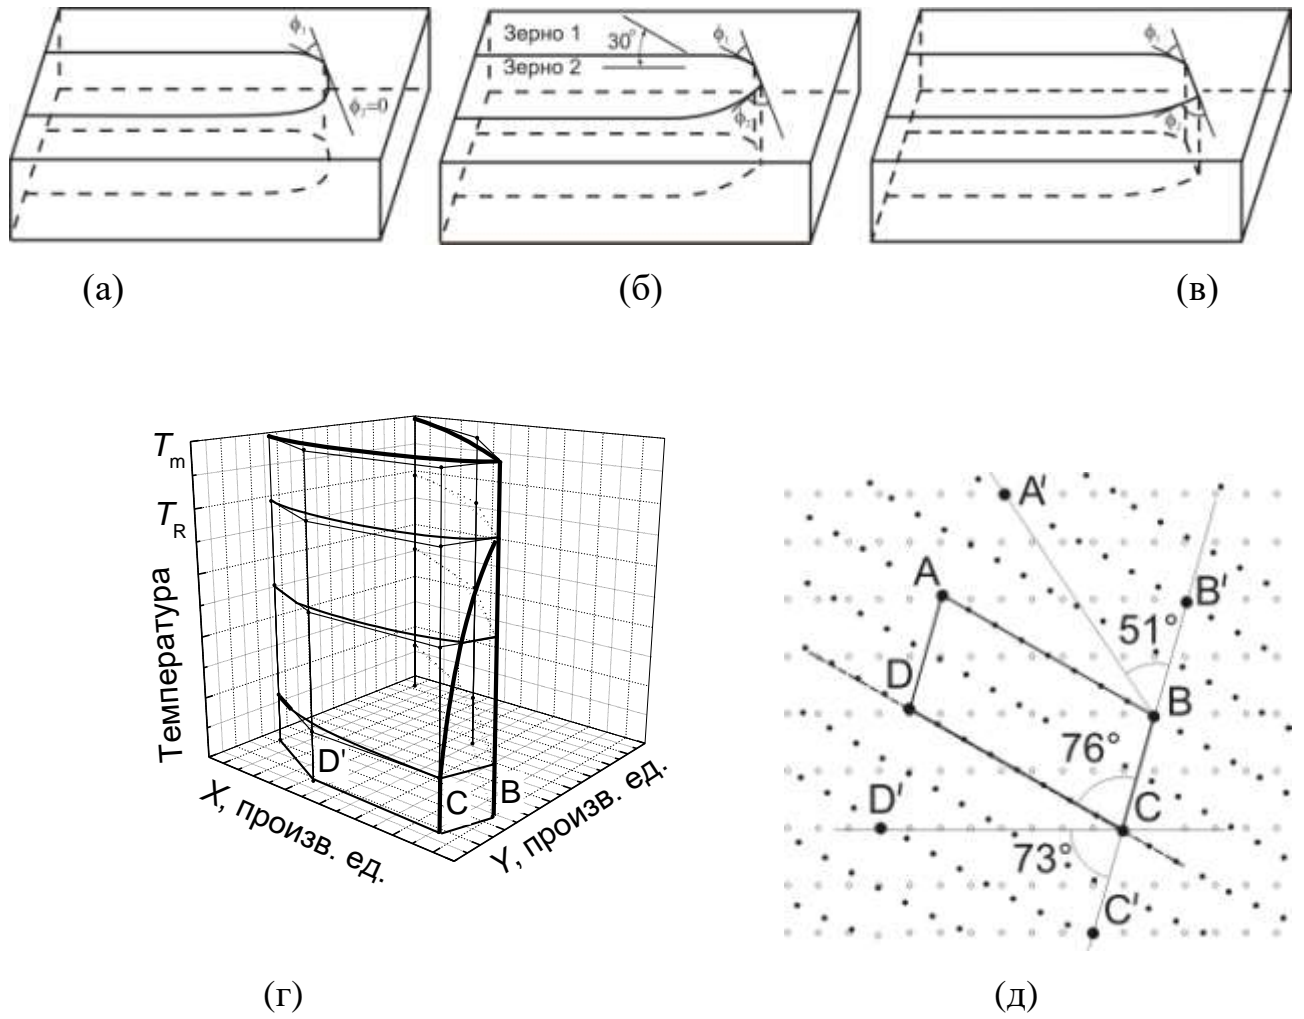 ϕ₁
ϕ₂=0
Зерно 1
30°
Зерно 2
ϕ₁
ϕ₂
ϕ₁
ϕ₂
(а)
(б)
(в)
Tm
TR
Температура
D'
C
B
X, произв. ед.
Y, произв. ед.
A'
A
B'
51°
D
B
76°
D'
C
73°
C'
(г)
(д)